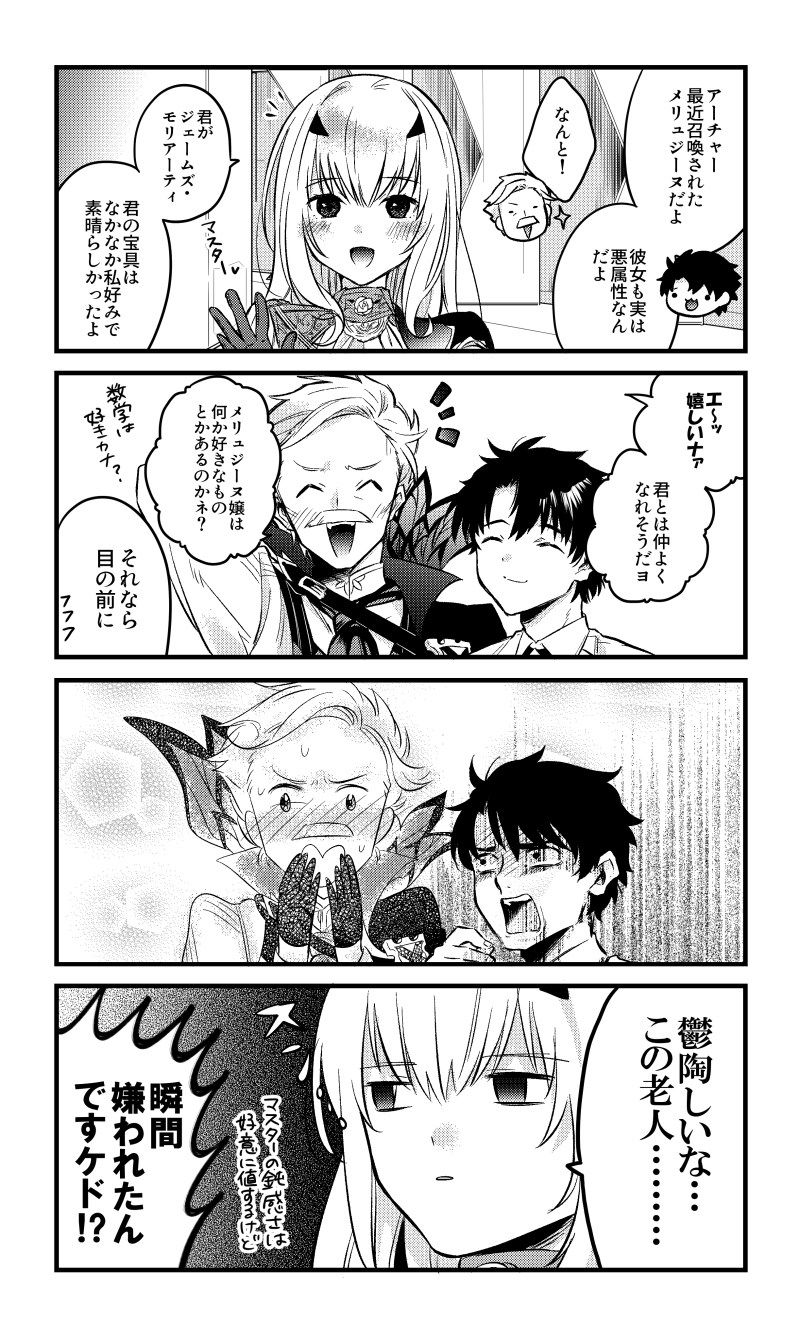 アーチャー
最近召喚された
メリュジーヌだよ
彼女も実は
悪属性なん
だよ
なんと!
マスター
君が
ジェームズ・
モリアーティ
君の宝具は
なかなか私好みで
素晴らしかったよ
エ〜ッ
嬉しいナァ
君とは仲よく
なれそうだヨ
メリュジーヌ嬢は
何か好きなもの
とかあるのかネ?
数学は
好きカナ?
それなら
目の前に
フフフ
鬱陶しいな…
この老人………
マスターの鈍感さは
好意に値するけど
瞬間
嫌われたん
ですケド!?